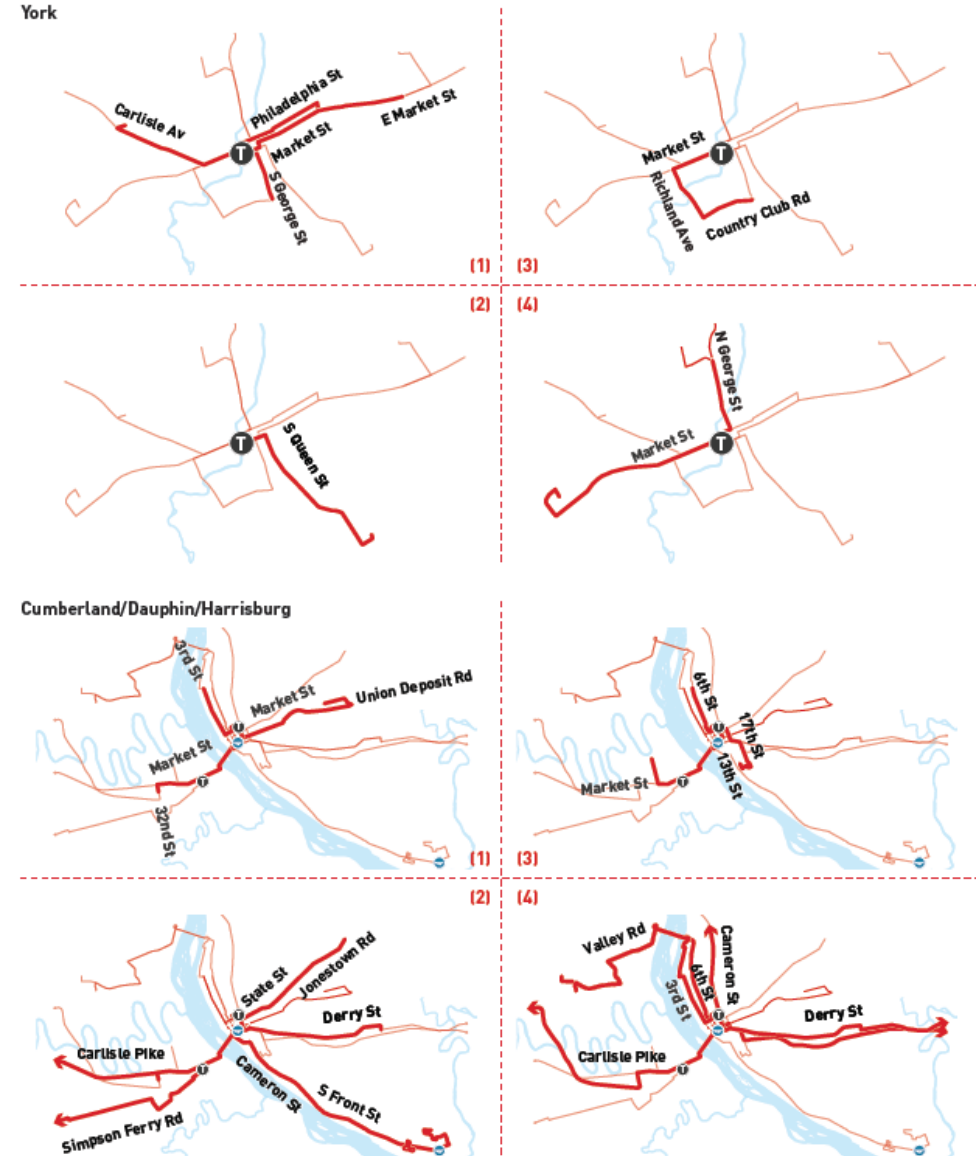 York
Carlisle Av
Philadelphia St
Market St
E Market St
S George St
T
(1)
Market St
T
Richland Ave
Country Club Rd
(3)
(2)
S Queen St
T
(4)
N George St
Market St
T
Cumberland/Dauphin/Harrisburg
3rd St
Market St
Union Deposit Rd
Market St
T
T
32nd St
(1)
6th St
17th St
T
Market St
T
13th St
(3)
(2)
State St
Jonestown Rd
T
Derry St
Carlisle Pike
T
Cameron St
S Front St
Simpson Ferry Rd
(4)
Valley Rd
Cameron St
6th St
3rd St
T
Derry St
Carlisle Pike
T